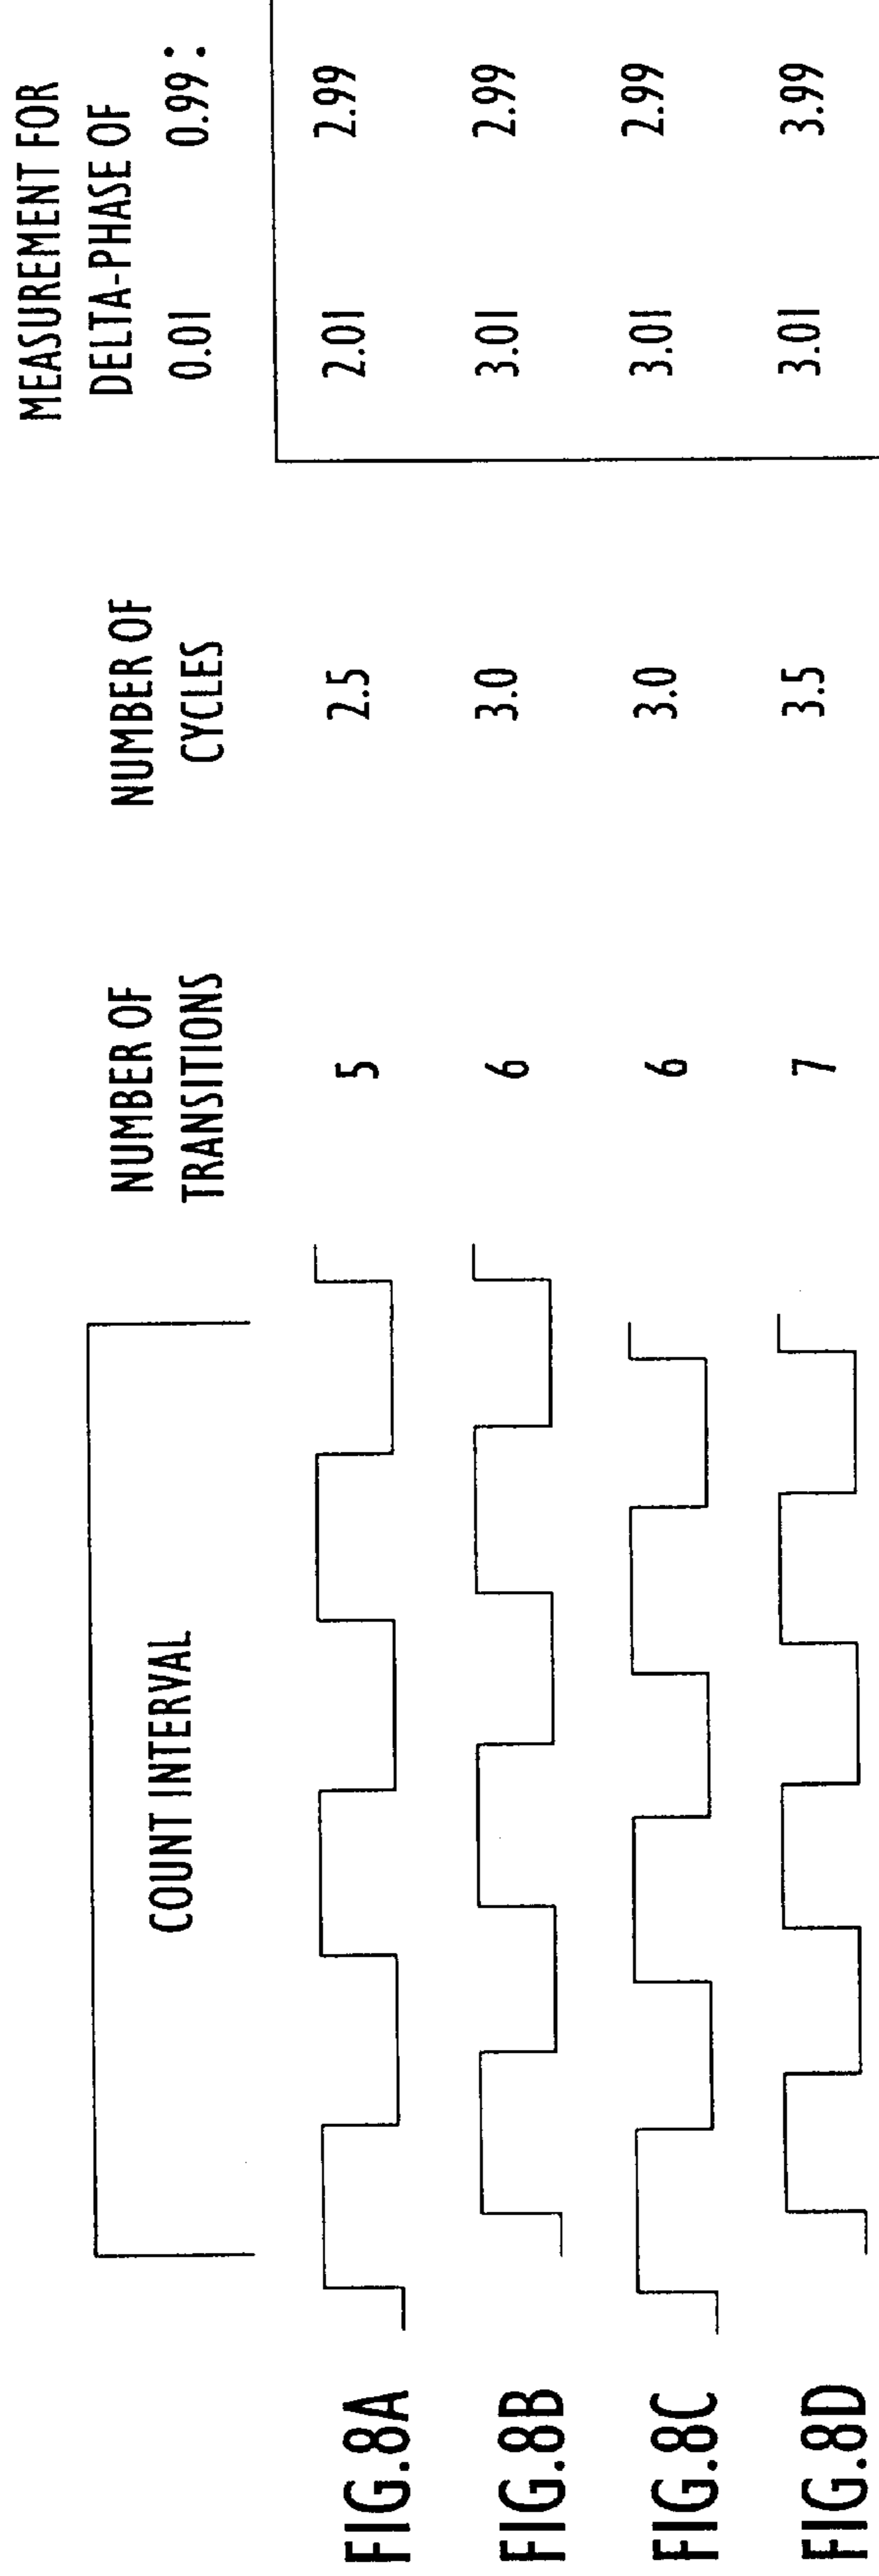 MEASUREMENT FOR
DELTA-PHASE OF
NUMBER OF NUMBER OF
TRANSITIONS CYCLES 0.01 0.99:
COUNT INTERVAL
FIG.8A 5 2.5 2.01 2.99
FIG.8B 6 3.0 3.01 2.99
FIG.8C 6 3.0 3.01 2.99
FIG.8D 7 3.5 3.01 3.99